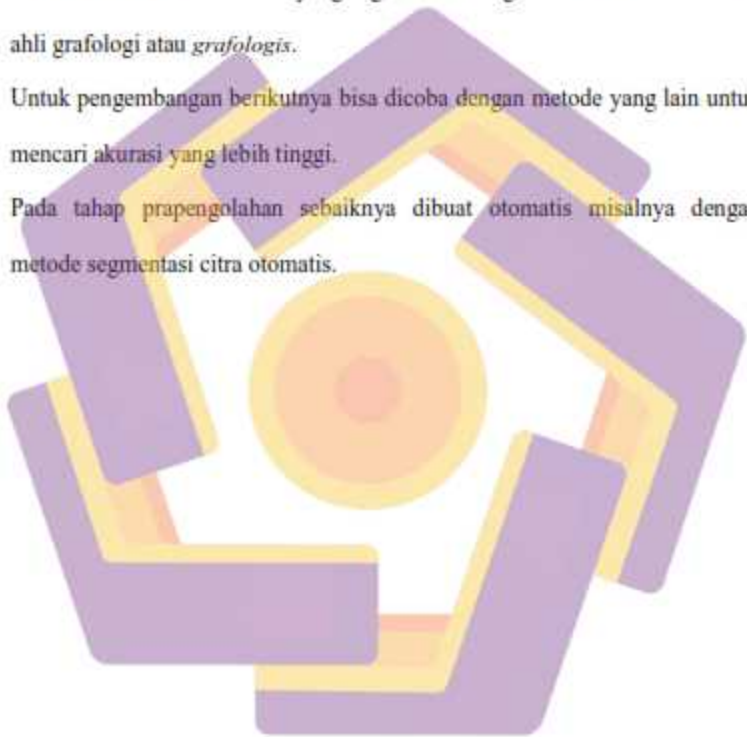 ahli grafologi atau grafologis.
Untuk pengembangan berikutnya bisa dicoba dengan metode yang lain untu
mencari akurasi yang lebih tinggi.
Pada tahap prapengolahan sebaiknya dibuat otomatis misalnya denga
metode segmentasi citra otomatis.